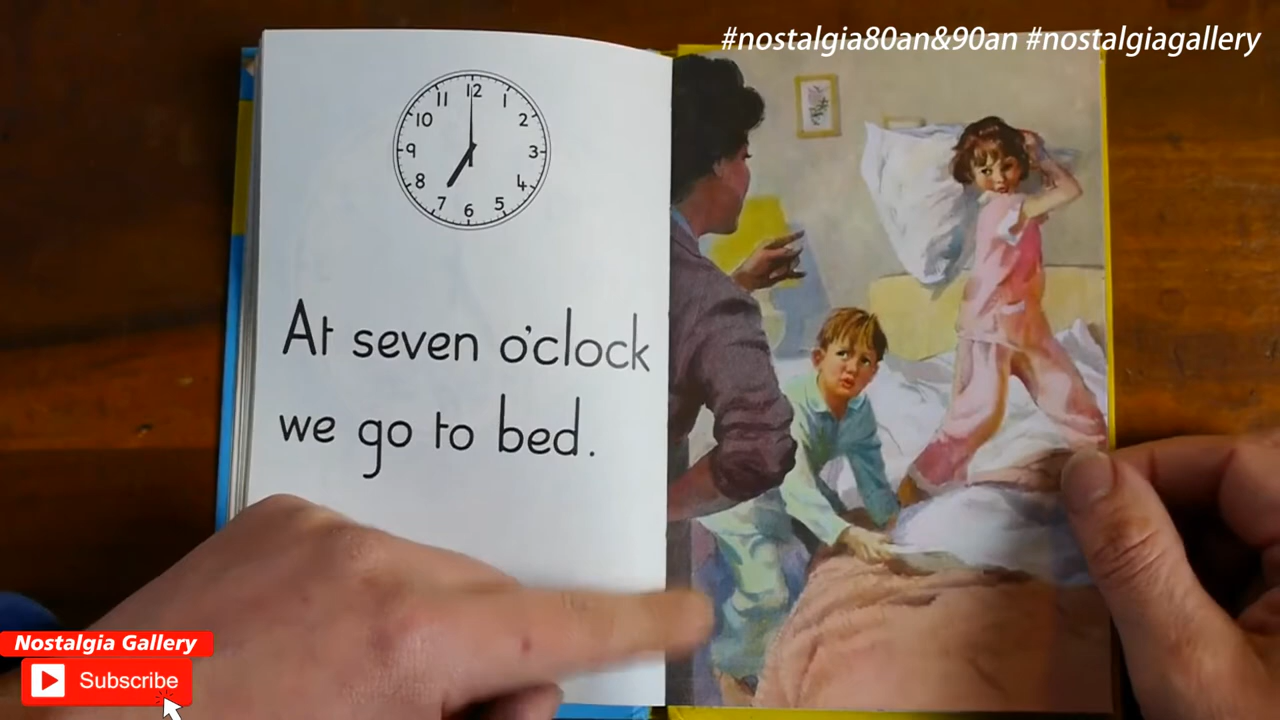 #nostalgia80an&90an #nostalgiagallery
12
11 1
10 2
9 3
8 4
7 5
6
At seven o'clock
we go to bed.
Nostalgia Gallery
Subscribe